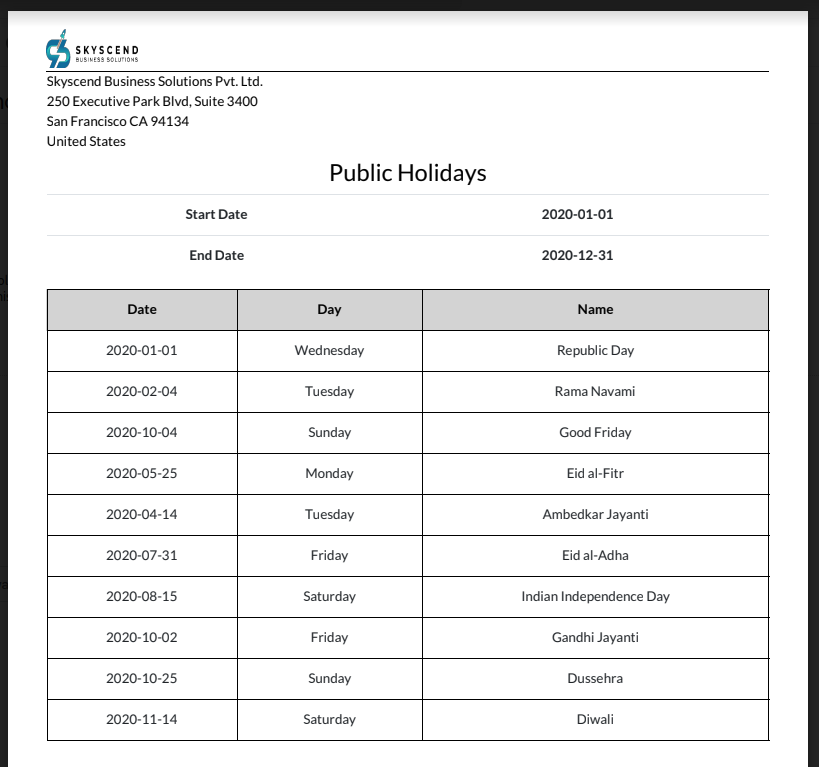 SKYSCEND
BUSINESS SOLUTIONS
Skyscend Business Solutions Pvt. Ltd.
250 Executive Park Blvd, Suite 3400
San Francisco CA 94134
United States
Public Holidays
Start Date 2020-01-01
End Date 2020-12-31
Date Day Name
2020-01-01 Wednesday Republic Day
2020-02-04 Tuesday Rama Navami
2020-10-04 Sunday Good Friday
2020-05-25 Monday Eid al-Fitr
2020-04-14 Tuesday Ambedkar Jayanti
2020-07-31 Friday Eid al-Adha
2020-08-15 Saturday Indian Independence Day
2020-10-02 Friday Gandhi Jayanti
2020-10-25 Sunday Dussehra
2020-11-14 Saturday Diwali